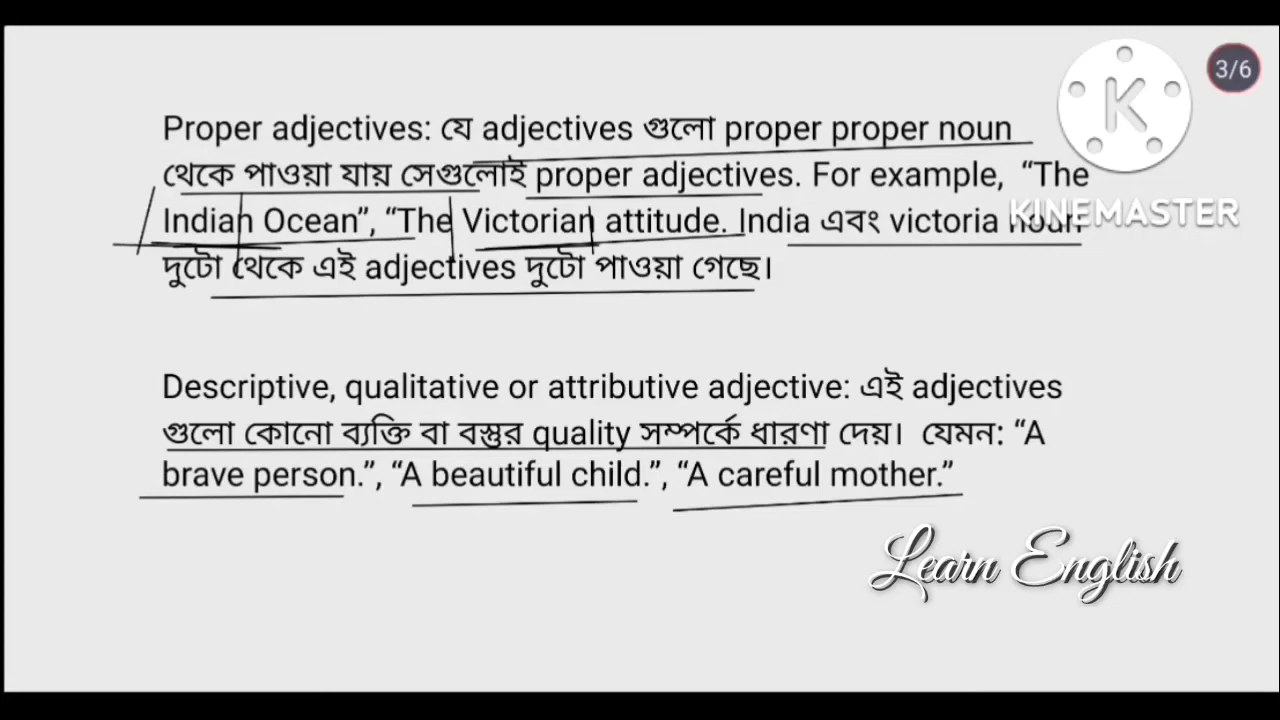 3/6
Proper adjectives: যে adjectives গুলো proper proper noun
থেকে পাওয়া যায় সেগুলোই proper adjectives. For example, “The
Indian Ocean”, “The Victorian attitude. India এবং victoria noun
দুটো থেকে এই adjectives দুটো পাওয়া গেছে।
KINEMASTER
Descriptive, qualitative or attributive adjective: এই adjectives
গুলো কোনো ব্যক্তি বা বস্তুর quality সম্পর্কে ধারণা দেয়। যেমন: “A
brave person.”, “A beautiful child.”, “A careful mother.”
Learn English